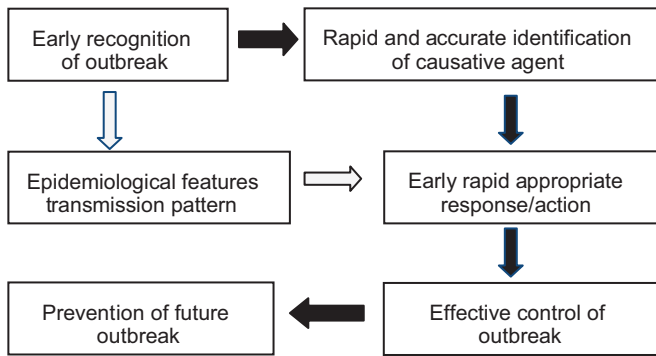 Early recognition
of outbreak
Rapid and accurate identification
of causative agent
Epidemiological features
transmission pattern
Early rapid appropriate
response/action
Prevention of future
outbreak
Effective control of
outbreak